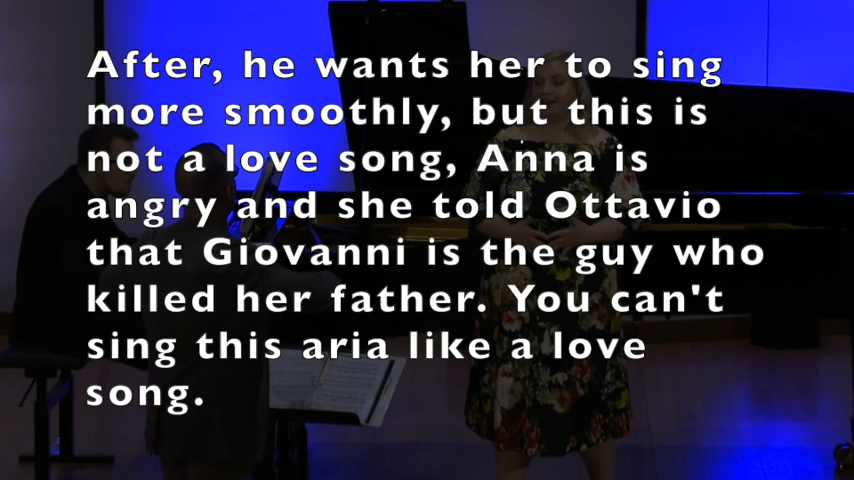 After, he wants her to sing
more smoothly, but this is
not a love song, Anna is
angry and she told Ottavio
that Giovanni is the guy who
killed her father. You can't
sing this aria like a love
song.